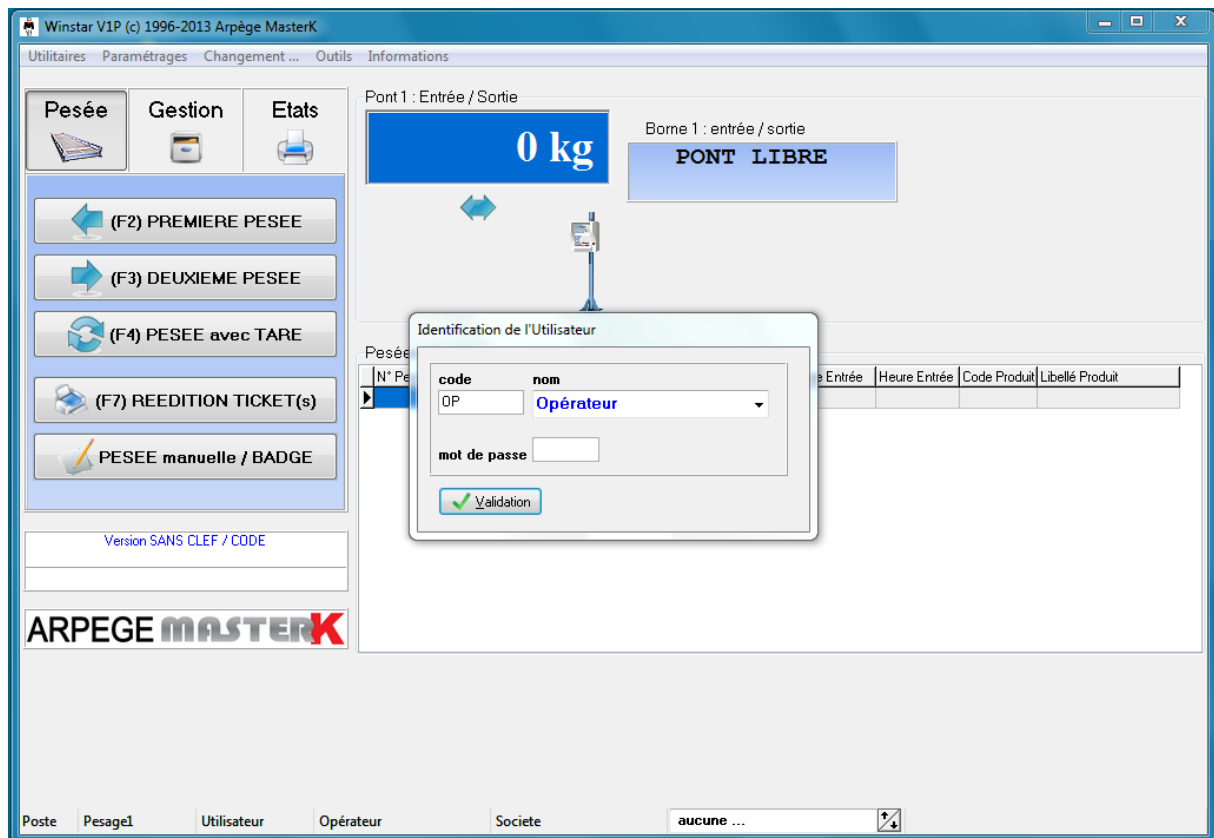 Winstar V1P (c) 1996-2013 Arpège MasterK
Utilitaires Paramétrages Changement ... Outils Informations
Pesée Gestion Etats
(F2) PREMIERE PESEE
(F3) DEUXIEME PESEE
(F4) PESEE avec TARE
(F7) REEDITION TICKET(s)
PESEE manuelle / BADGE
Version SANS CLEF / CODE
ARPEGE MASTERK
Pont 1 : Entrée / Sortie
0 kg
Borne 1 : entrée / sortie
PONT LIBRE
Pesée
N° Pe e Entrée Heure Entrée Code Produit Libellé Produit
Identification de l'Utilisateur
code nom
OP Opérateur
mot de passe
Validation
Poste Pesage1 Utilisateur Opérateur Societe aucune ...